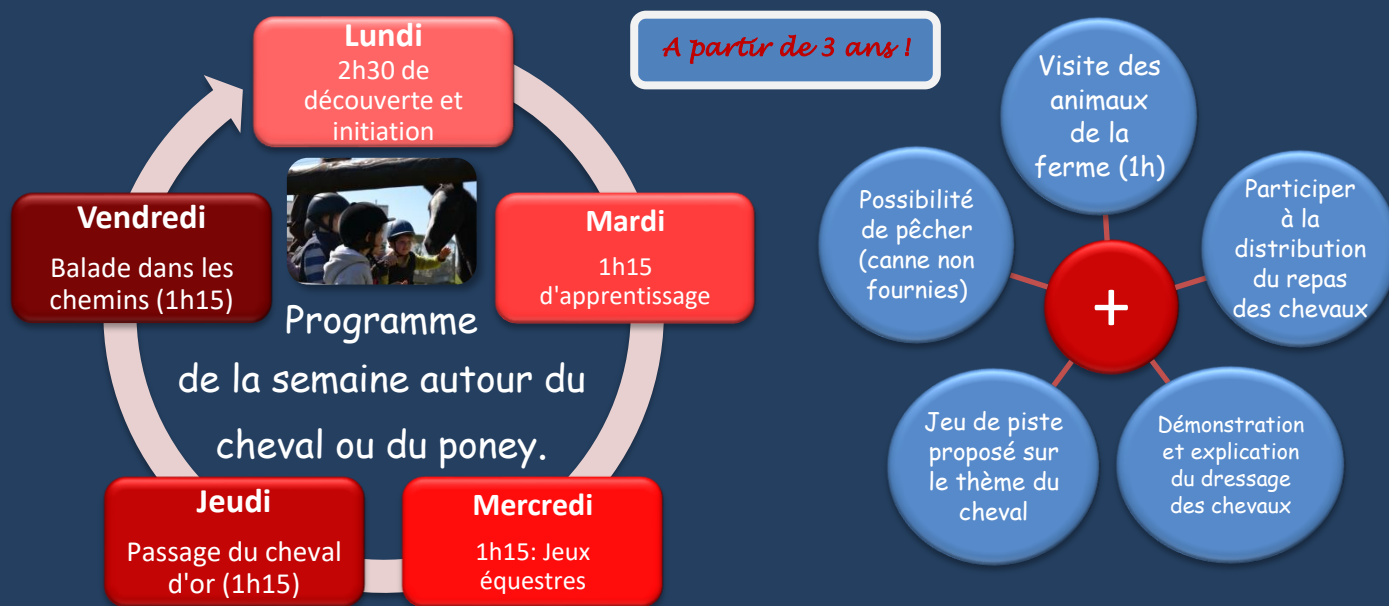 Lundi
2h30 de
découverte et
initiation
Mardi
1h15
d'apprentissage
Mercredi
1h15: Jeux
équestres
Jeudi
Passage du cheval
d'or (1h15)
Vendredi
Balade dans les
chemins (1h15)
Programme
de la semaine autour du
cheval ou du poney.
A partir de 3 ans !
Visite des
animaux
de la
ferme (1h)
Participer
à la
distribution
du repas
des chevaux
Démonstration
et explication
du dressage
des chevaux
Jeu de piste
proposé sur
le thème du
cheval
Possibilité
de pêcher
(canne non
fournies)
+